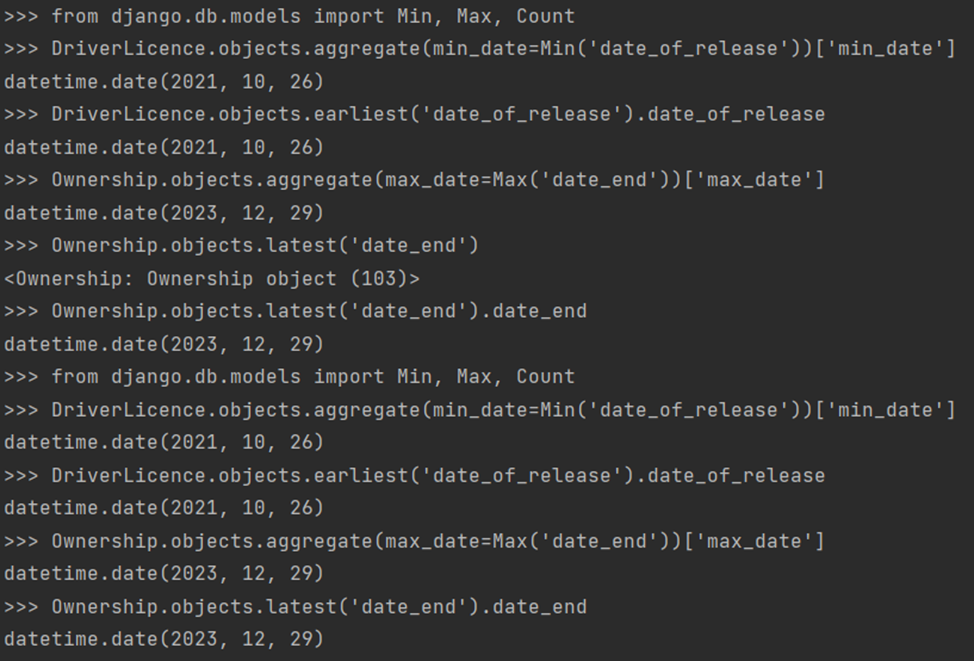 >>> from django.db.models import Min, Max, Count
>>> DriverLicence.objects.aggregate(min_date=Min('date_of_release'))['min_date']
datetime.date(2021, 10, 26)
>>> DriverLicence.objects.earliest('date_of_release').date_of_release
datetime.date(2021, 10, 26)
>>> Ownership.objects.aggregate(max_date=Max('date_end'))['max_date']
datetime.date(2023, 12, 29)
>>> Ownership.objects.latest('date_end')
<Ownership: Ownership object (103)>
>>> Ownership.objects.latest('date_end').date_end
datetime.date(2023, 12, 29)
>>> from django.db.models import Min, Max, Count
>>> DriverLicence.objects.aggregate(min_date=Min('date_of_release'))['min_date']
datetime.date(2021, 10, 26)
>>> DriverLicence.objects.earliest('date_of_release').date_of_release
datetime.date(2021, 10, 26)
>>> Ownership.objects.aggregate(max_date=Max('date_end'))['max_date']
datetime.date(2023, 12, 29)
>>> Ownership.objects.latest('date_end').date_end
datetime.date(2023, 12, 29)